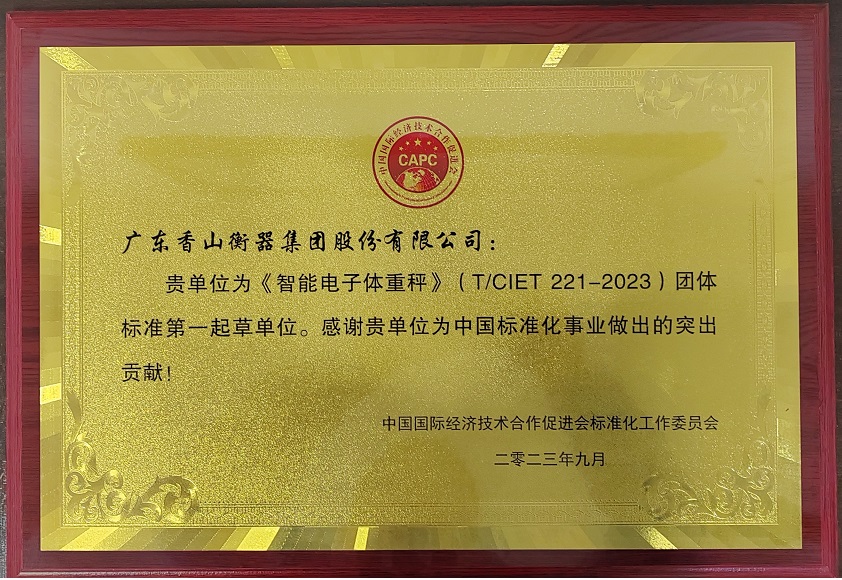 中国国际经济技术合作促进会
CAPC
广东香山衡器集团股份有限公司：
贵单位为《智能电子体重秤》（T/CIET 221-2023）团体
标准第一起草单位。感谢贵单位为中国标准化事业做出的突出
贡献！
中国国际经济技术合作促进会标准化工作委员会
二零二三年九月